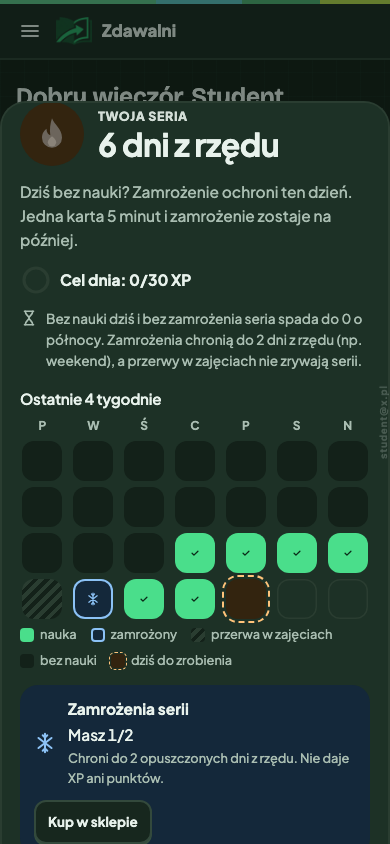 Zdawalni
Dobry wieczór, Student
TWOJA SERIA
6 dni z rzędu
Dziś bez nauki? Zamrożenie ochroni ten dzień.
Jedna karta 5 minut i zamrożenie zostaje na
później.
Cel dnia: 0/30 XP
Bez nauki dziś i bez zamrożenia seria spada do 0 o
północy. Zamrożenia chronią do 2 dni z rzędu (np.
weekend), a przerwy w zajęciach nie zrywają serii.
Ostatnie 4 tygodnie
P W Ś C P S N
nauka zamrożony przerwa w zajęciach
bez nauki dziś do zrobienia
Zamrożenia serii
Masz 1/2
Chroni do 2 opuszczonych dni z rzędu. Nie daje
XP ani punktów.
Kup w sklepie
student@x.pl